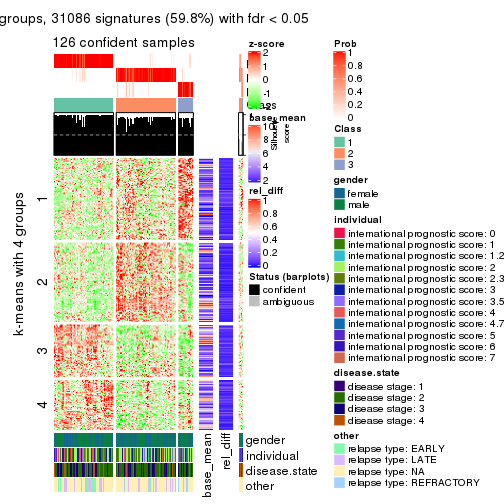 groups, 31086 signatures (59.8%) with fdr < 0.05
126 confident samples
k-means with 4 groups
1
2
3
4
base_mean
rel_diff
gender
individual
disease.state
other
z-score
2
1
0
-1
-2
Class
base_mean
10
8
6
4
2
Silhouette
score
rel_diff
1
0.8
0.6
0.4
0.2
0
Status (barplots)
confident
ambiguous
Prob
1
0.8
0.6
0.4
0.2
0
Class
1
2
3
gender
female
male
individual
international prognostic score: 0
international prognostic score: 1
international prognostic score: 1.2
international prognostic score: 2
international prognostic score: 2.3
international prognostic score: 3
international prognostic score: 3.5
international prognostic score: 4
international prognostic score: 4.7
international prognostic score: 5
international prognostic score: 6
international prognostic score: 7
disease.state
disease stage: 1
disease stage: 2
disease stage: 3
disease stage: 4
other
relapse type: EARLY
relapse type: LATE
relapse type: NA
relapse type: REFRACTORY